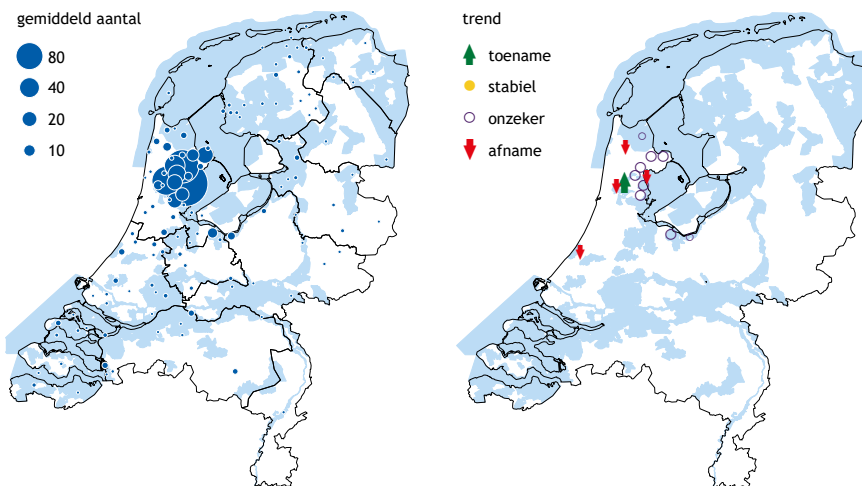 gemiddeld aantal
80
40
20
10
trend
toename
stabiel
onzeker
afname